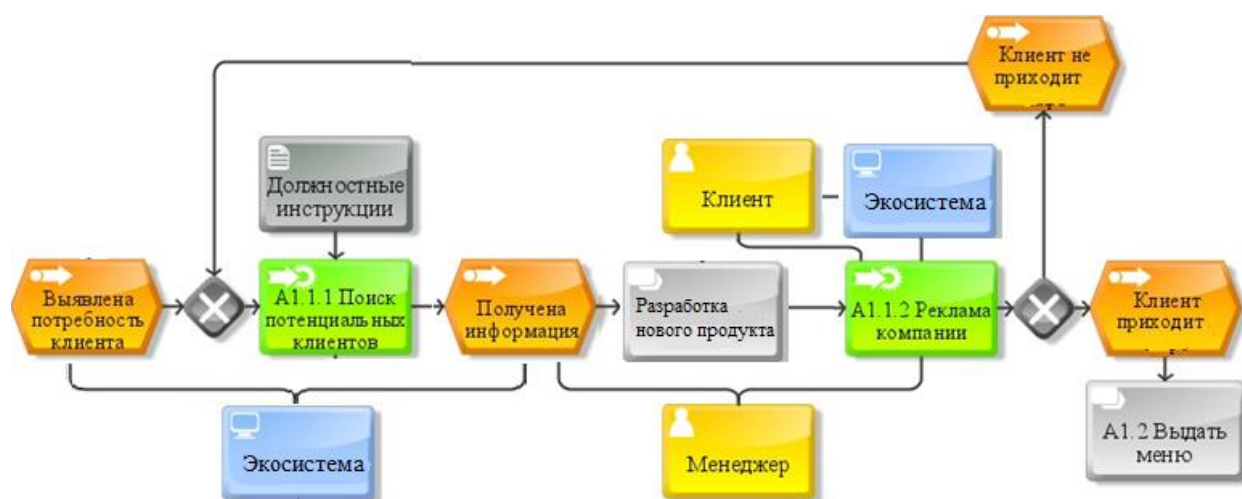 Клиент не
приходит
Должностные
инструкции
Клиент
Экосистема
Выявлена
потребность
клиента
А1.1.1 Поиск
потенциальных
клиентов
Получена
информация
Разработка
нового продукта
А1.1.2 Реклама
компании
Клиент
приходит
Экосистема
Менеджер
А1.2 Выдать
меню